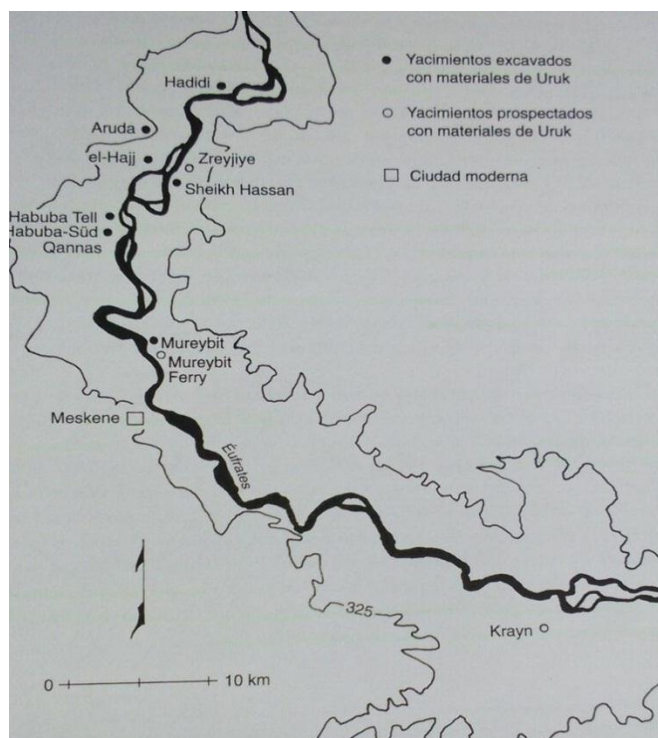 Yacimientos excavados
con materiales de Uruk
Yacimientos prospectados
con materiales de Uruk
Ciudad moderna
Hadidi
Aruda
el-Hajj
Zreyjiye
Sheikh Hassan
Habuba Tell
Habuba-Süd
Qannas
Mureybit
Mureybit
Ferry
Meskene
Éufrates
325
Krayn
0
10 km